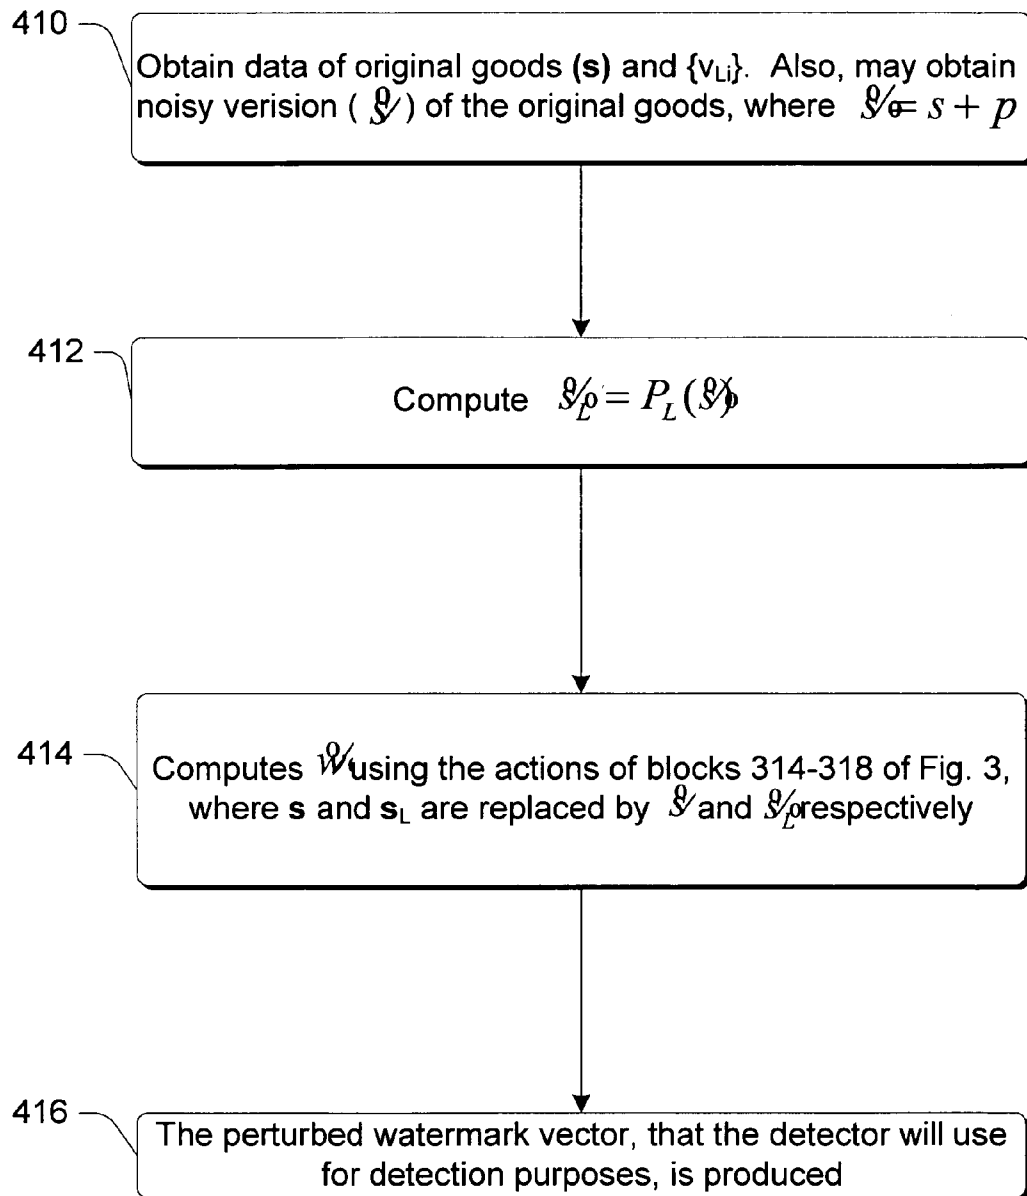 410
Obtain data of original goods (s) and {vLi}. Also, may obtain
noisy verision ( ) of the original goods, where = s + p
412
Compute = PL( )
414
Computes using the actions of blocks 314-318 of Fig. 3,
where s and sL are replaced by and respectively
416
The perturbed watermark vector, that the detector will use
for detection purposes, is produced